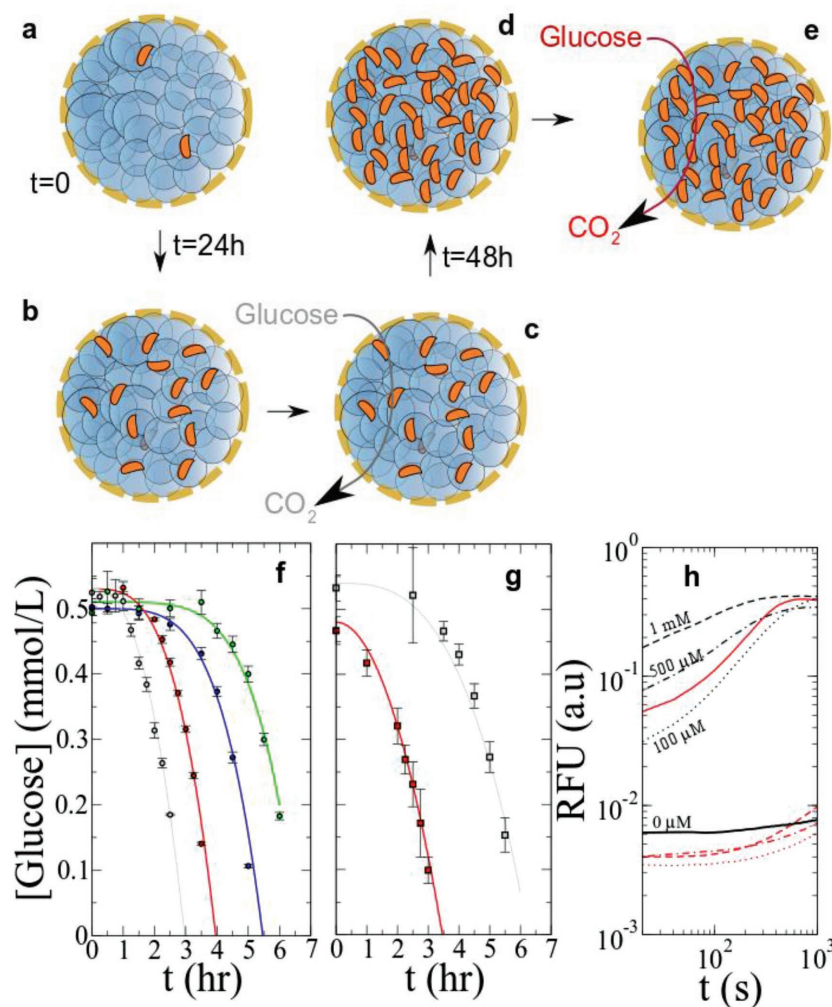 a
d
e
Glucose
t=0
CO2
t=24h
t=48h
b
c
Glucose
CO2
f
g
h
[Glucose] (mmol/L)
0.5
0.4
0.3
0.2
0.1
0
0 1 2 3 4 5 6 7
t (hr)
0 1 2 3 4 5 6 7
t (hr)
RFU (a.u)
10^0
10^-1
10^-2
10^-3
1 mM
500 µM
100 µM
0 µM
10^2
10^3
t (s)